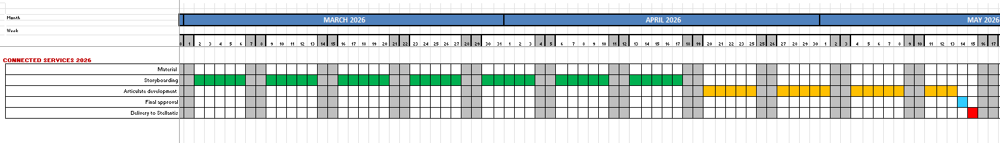 Month
MARCH 2026 APRIL 2026 MAY 2026
Week
8 1 2 3 4 5 6 7 8 9 10 11 12 13 14 15 16 17 18 19 20 21 22 23 24 25 26 27 28 29 30 31 1 2 3 4 5 6 7 8 9 10 11 12 13 14 15 16 17 18 19 20 21 22 23 24 25 26 27 28 29 30 1 2 3 4 5 6 7 8 9 10 11 12 13 14 15 16 17
CONNECTED SERVICES 2026
Material
Storyboarding
Articulate development
Final approval
Delivery to Stellantis